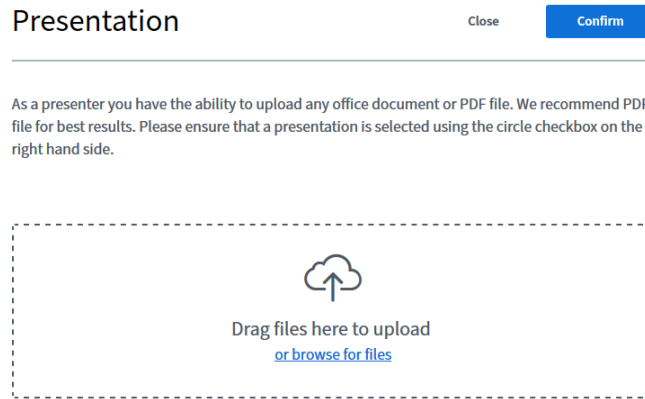 Presentation
Close
Confirm
As a presenter you have the ability to upload any office document or PDF file. We recommend PDF
file for best results. Please ensure that a presentation is selected using the circle checkbox on the
right hand side.
Drag files here to upload
or browse for files